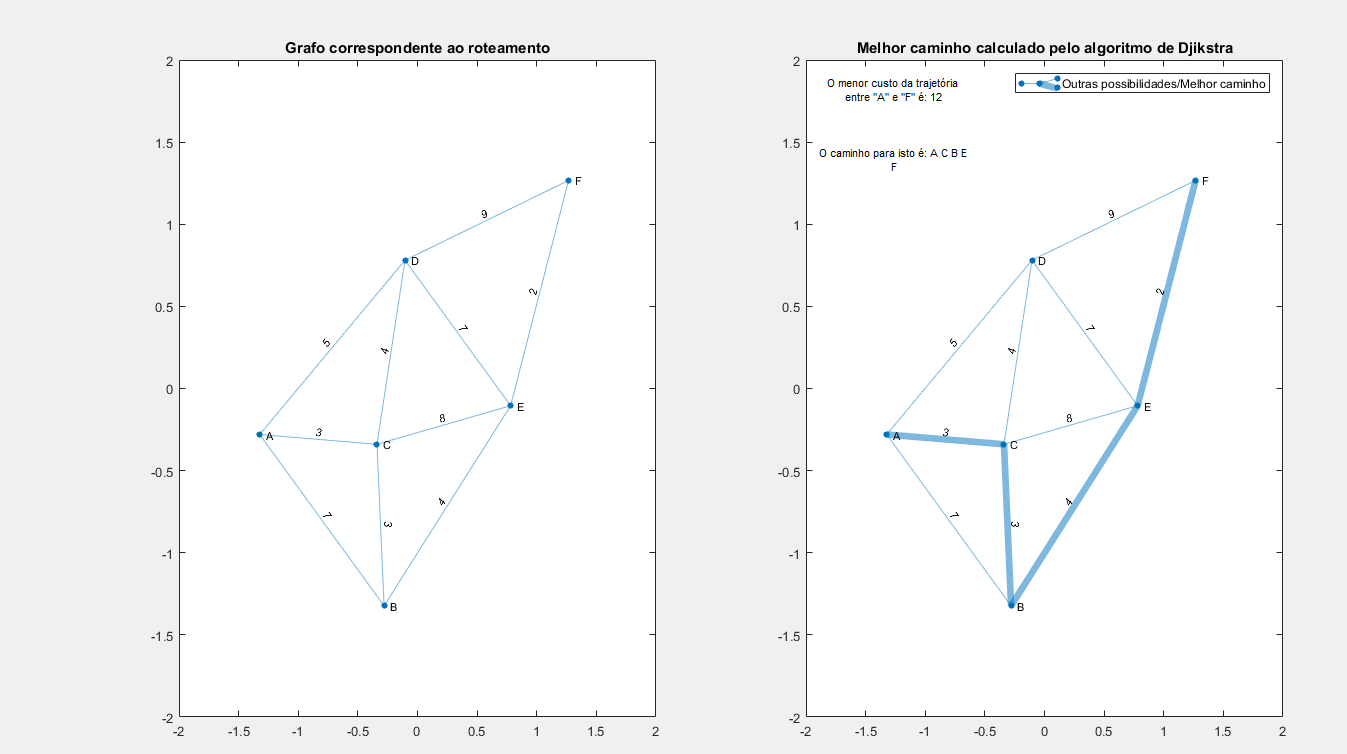 Grafo correspondente ao roteamento
2
1.5
1
0.5
0
-0.5
-1
-1.5
-2
-2
-1.5
-1
-0.5
0
0.5
1
1.5
2
F
9
D
2
7
5
4
E
8
A
3
C
4
7
3
B
Melhor caminho calculado pelo algoritmo de Djikstra
O menor custo da trajetória
entre "A" e "F" é: 12
Outras possibilidades/Melhor caminho
O caminho para isto é: A C B E
F
2
1.5
1
0.5
0
-0.5
-1
-1.5
-2
-2
-1.5
-1
-0.5
0
0.5
1
1.5
2
F
9
D
2
7
5
4
E
8
A
3
C
4
7
3
B